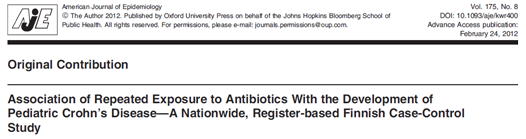 AJE
American Journal of Epidemiology
© The Author 2012. Published by Oxford University Press on behalf of the Johns Hopkins Bloomberg School of
Public Health. All rights reserved. For permissions, please e-mail: journals.permissions@oup.com.
Vol. 175, No. 8
DOI: 10.1093/aje/kwr400
Advance Access publication:
February 24, 2012
Original Contribution
Association of Repeated Exposure to Antibiotics With the Development of
Pediatric Crohn's Disease—A Nationwide, Register-based Finnish Case-Control
Study